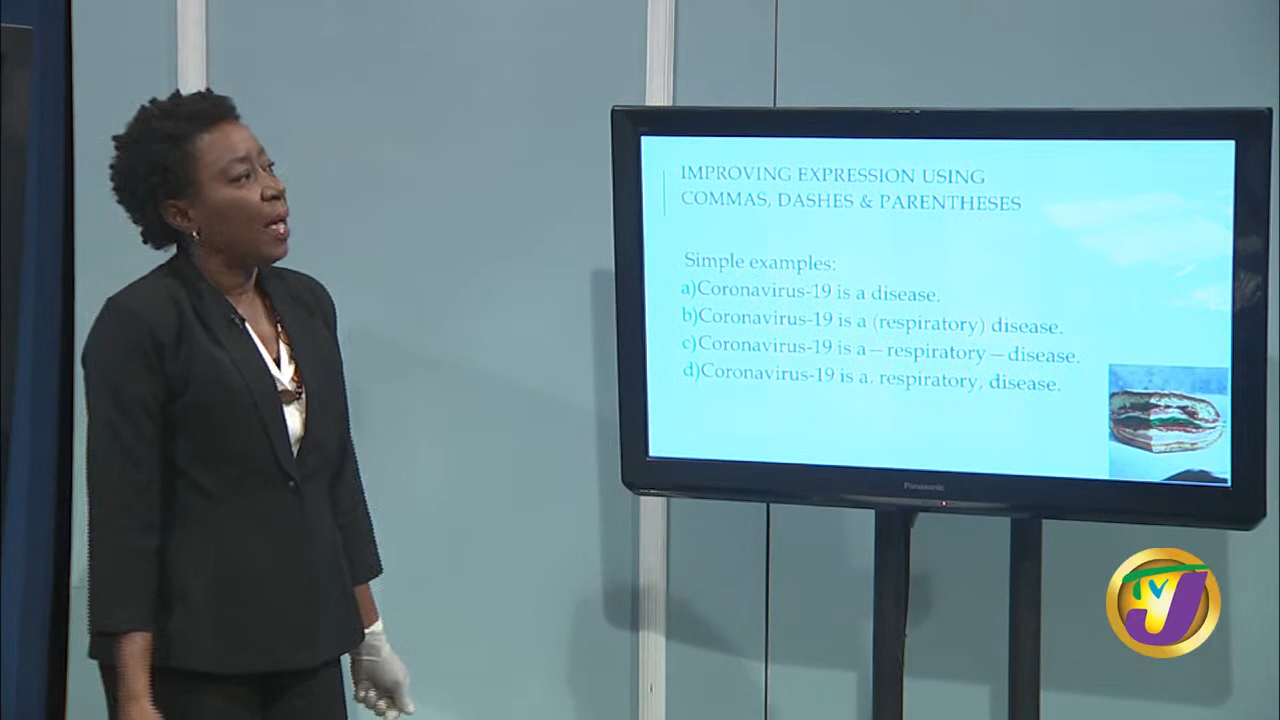 IMPROVING EXPRESSION USING
COMMAS, DASHES & PARENTHESES
Simple examples:
a)Coronavirus-19 is a disease.
b)Coronavirus-19 is a (respiratory) disease.
c)Coronavirus-19 is a—respiratory—disease.
d)Coronavirus-19 is a, respiratory, disease.
Panasonic
TVJ